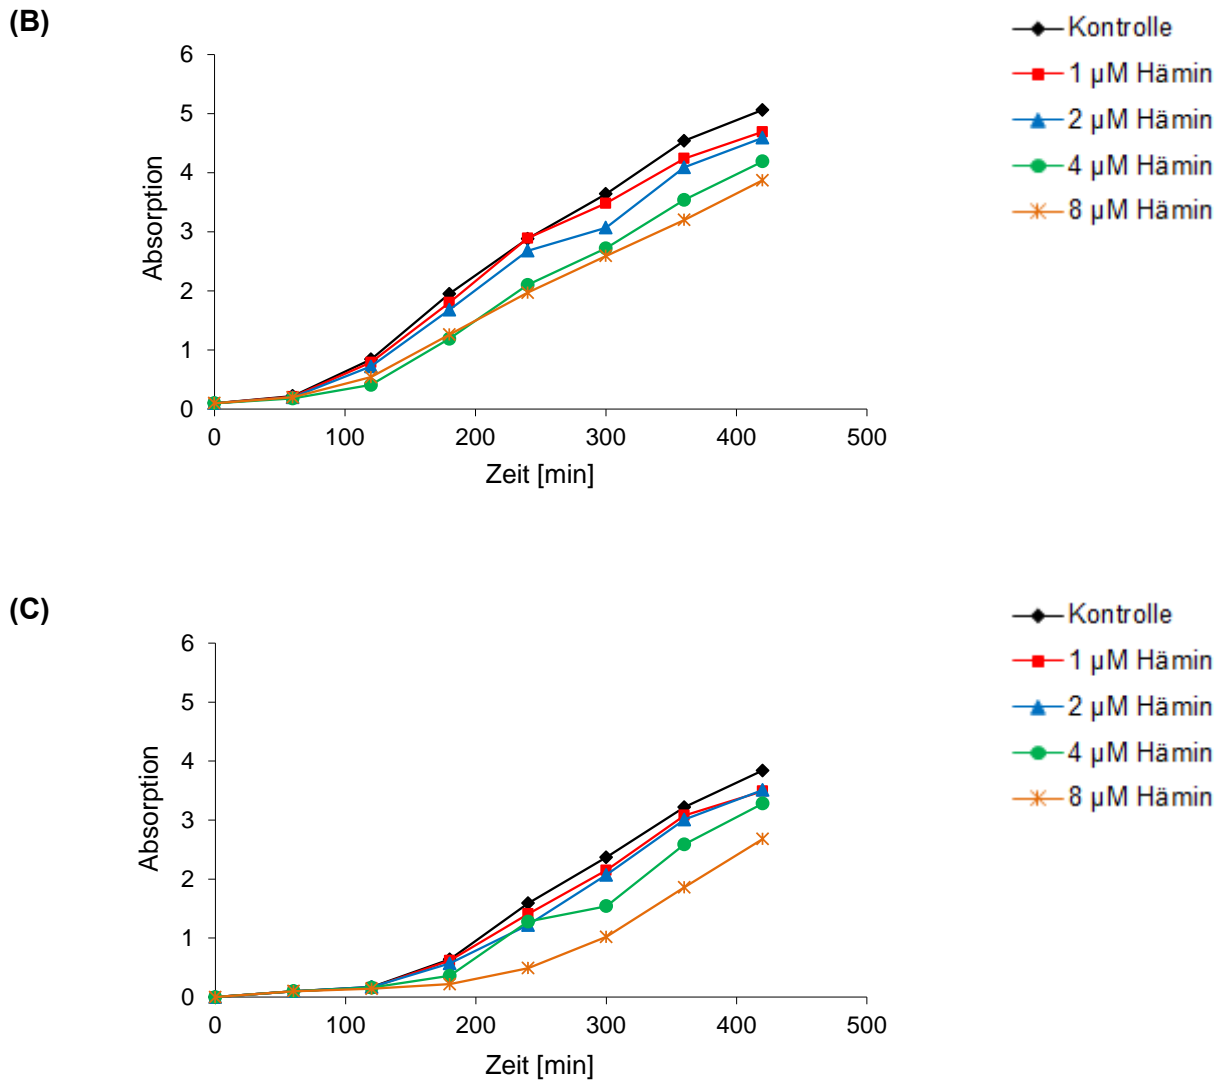 (B)
Kontrolle
1 µM Hämin
2 µM Hämin
4 µM Hämin
8 µM Hämin
6
5
4
3
2
1
0
Absorption
0 100 200 300 400 500
Zeit [min]
(C)
Kontrolle
1 µM Hämin
2 µM Hämin
4 µM Hämin
8 µM Hämin
6
5
4
3
2
1
0
Absorption
0 100 200 300 400 500
Zeit [min]